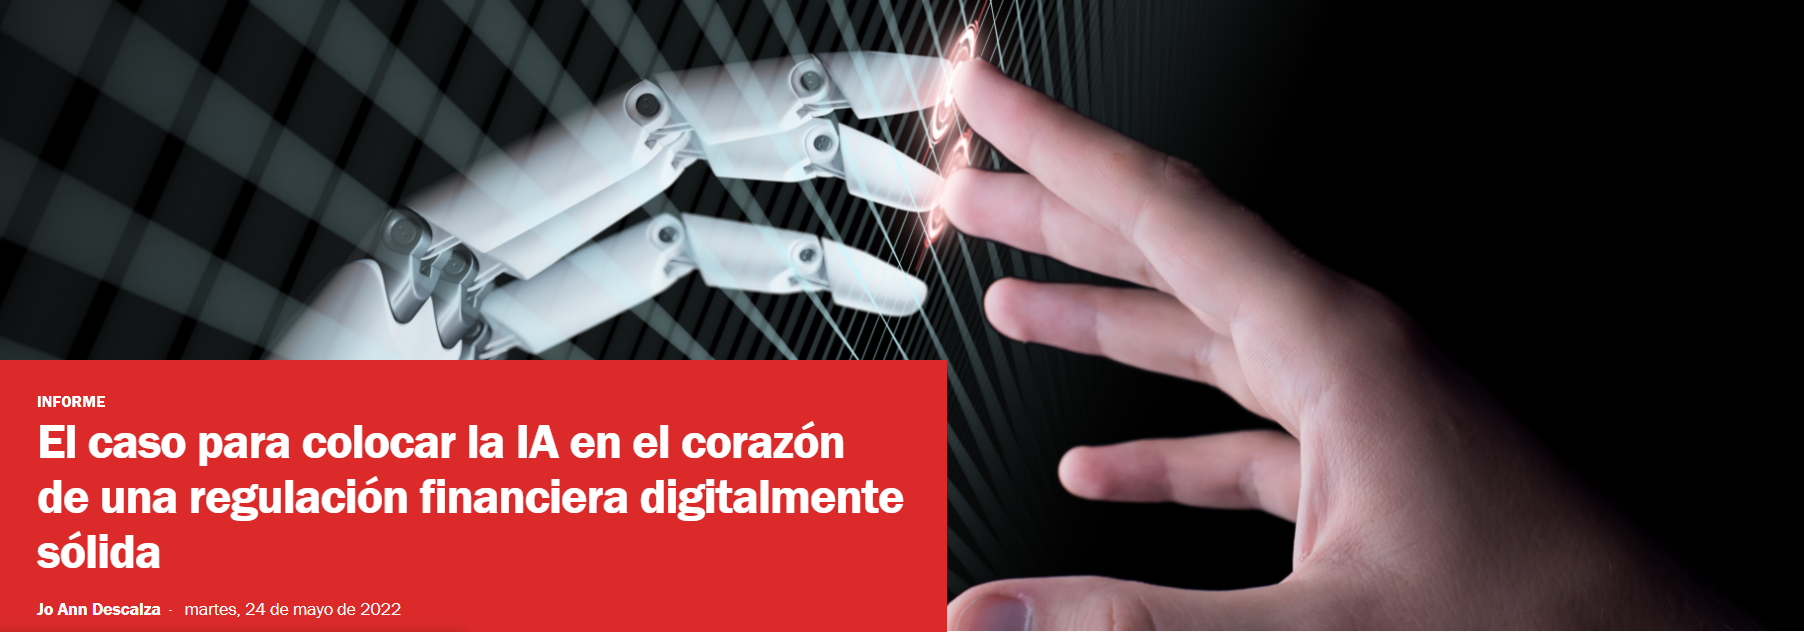 INFORME
El caso para colocar la IA en el corazón
de una regulación financiera digitalmente
sólida
Jo Ann Descalza · martes, 24 de mayo de 2022